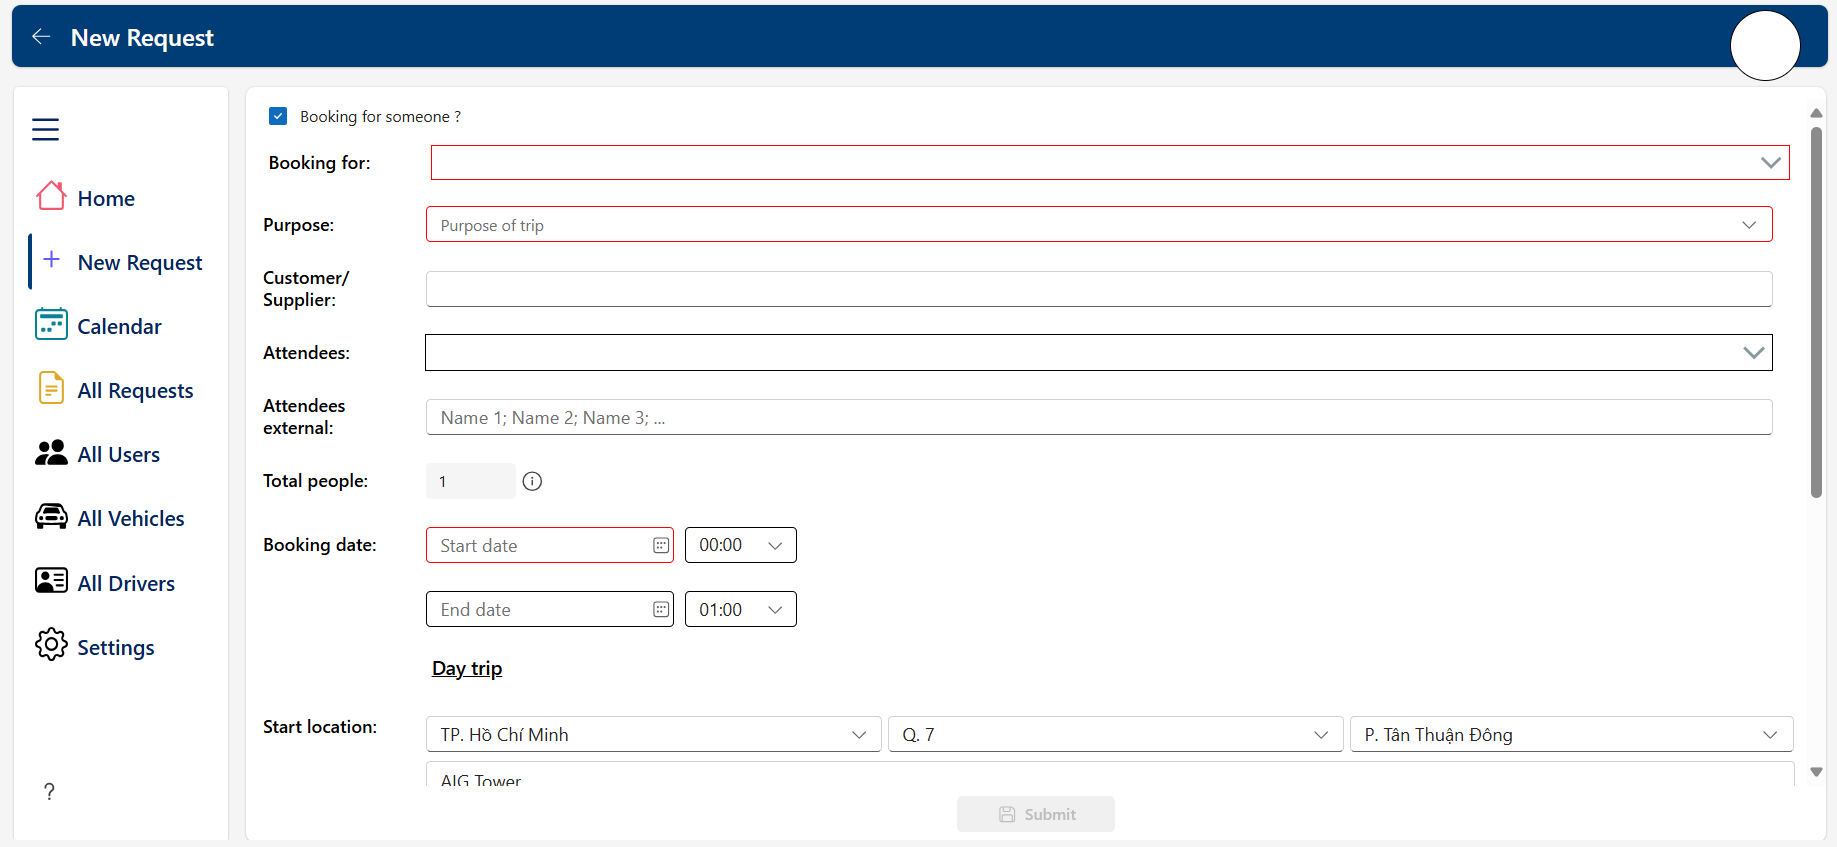 New Request
Home
New Request
Calendar
All Requests
All Users
All Vehicles
All Drivers
Settings
?
Booking for someone ?
Booking for:
Purpose:
Purpose of trip
Customer/
Supplier:
Attendees:
Attendees
external:
Name 1; Name 2; Name 3; ...
Total people:
1
Booking date:
Start date
00:00
End date
01:00
Day trip
Start location:
TP. Hồ Chí Minh
Q. 7
P. Tân Thuận Đông
AIG Tower
Submit